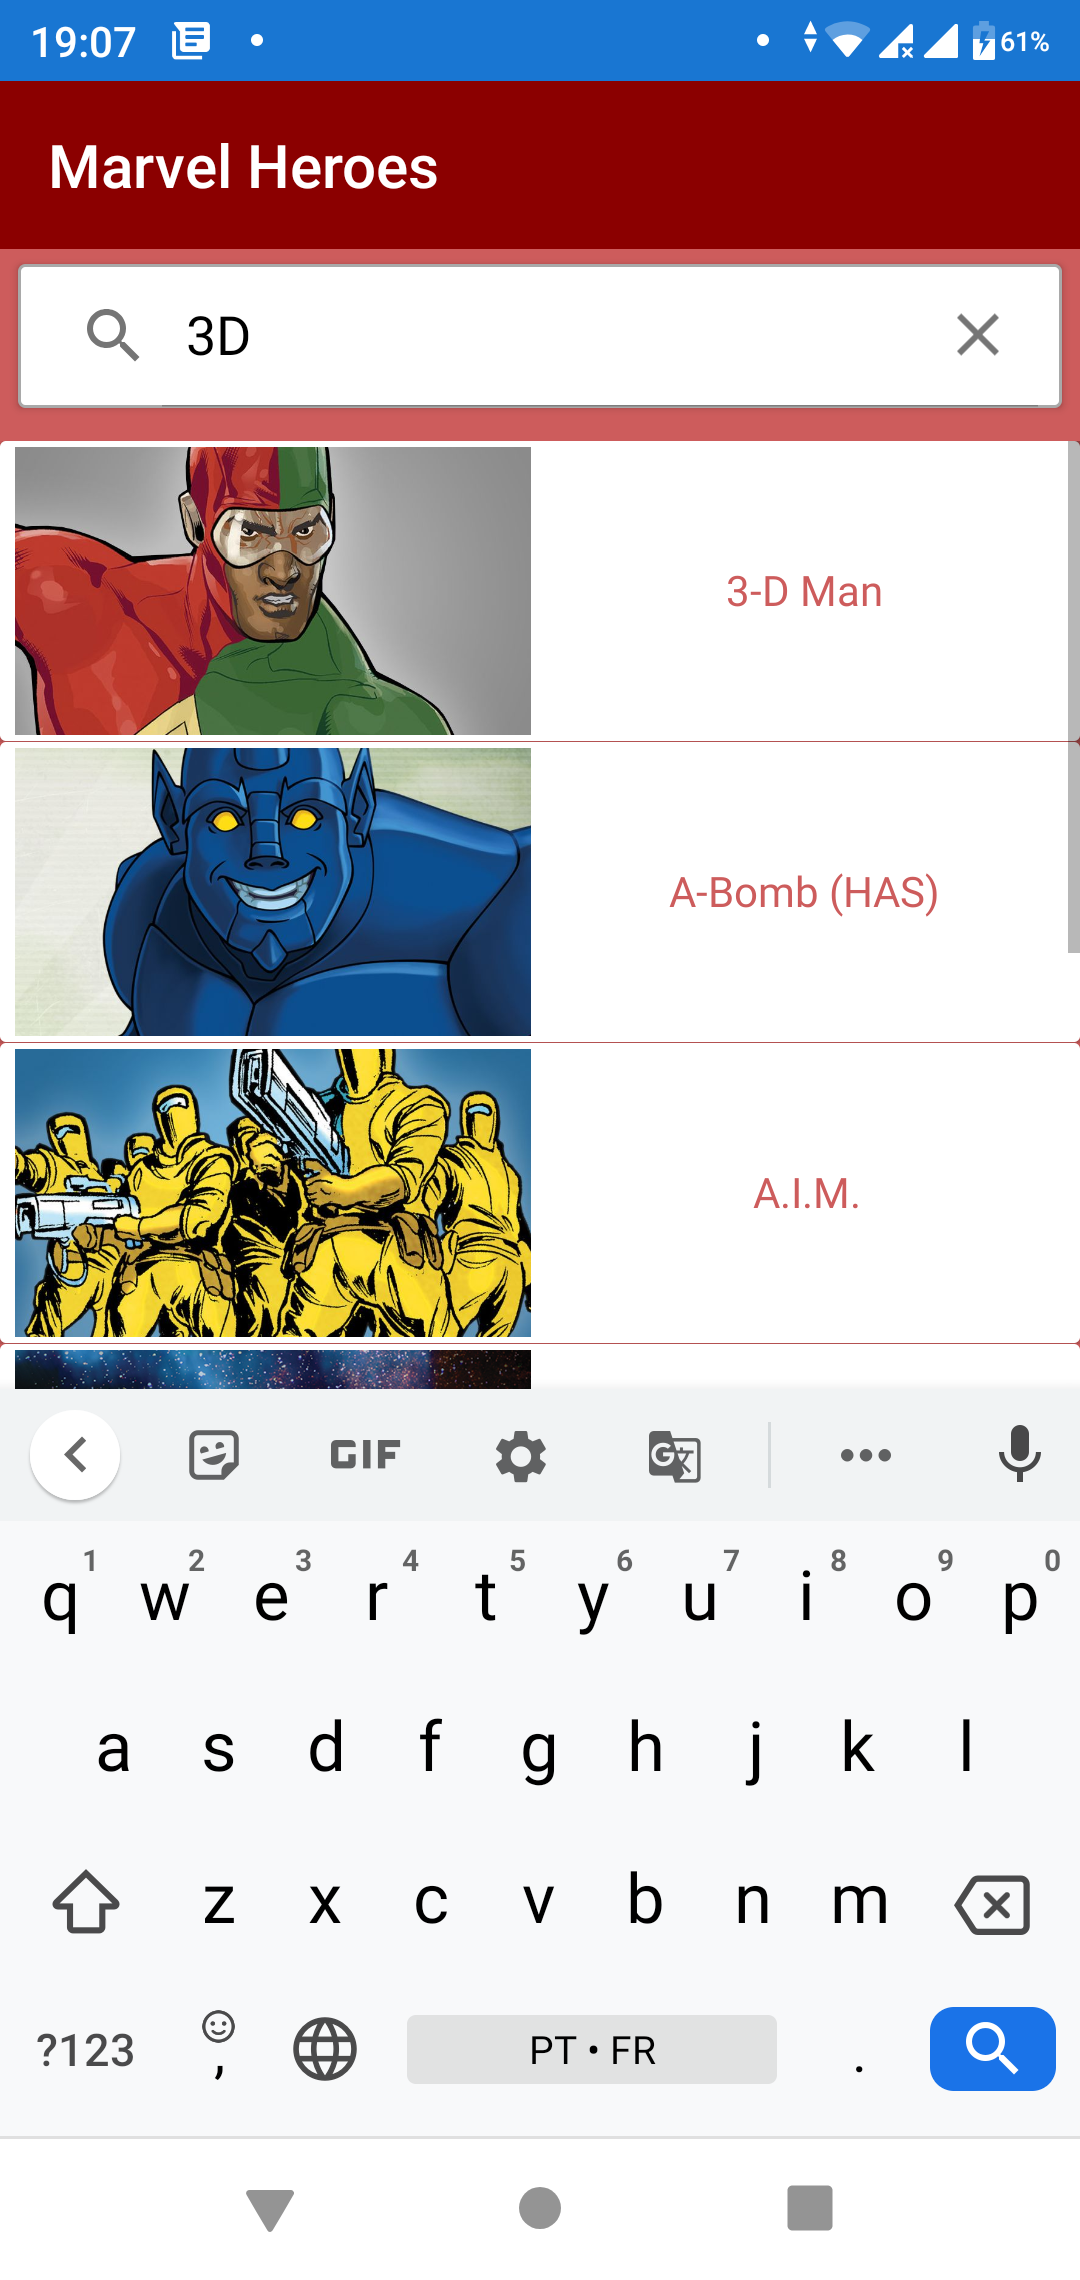 19:07 61%
Marvel Heroes
3D
3-D Man
A-Bomb (HAS)
A.I.M.
GIF G
1 2 3 4 5 6 7 8 9 0
q w e r t y u i o p
a s d f g h j k l
z x c v b n m
?123 , PT • FR .